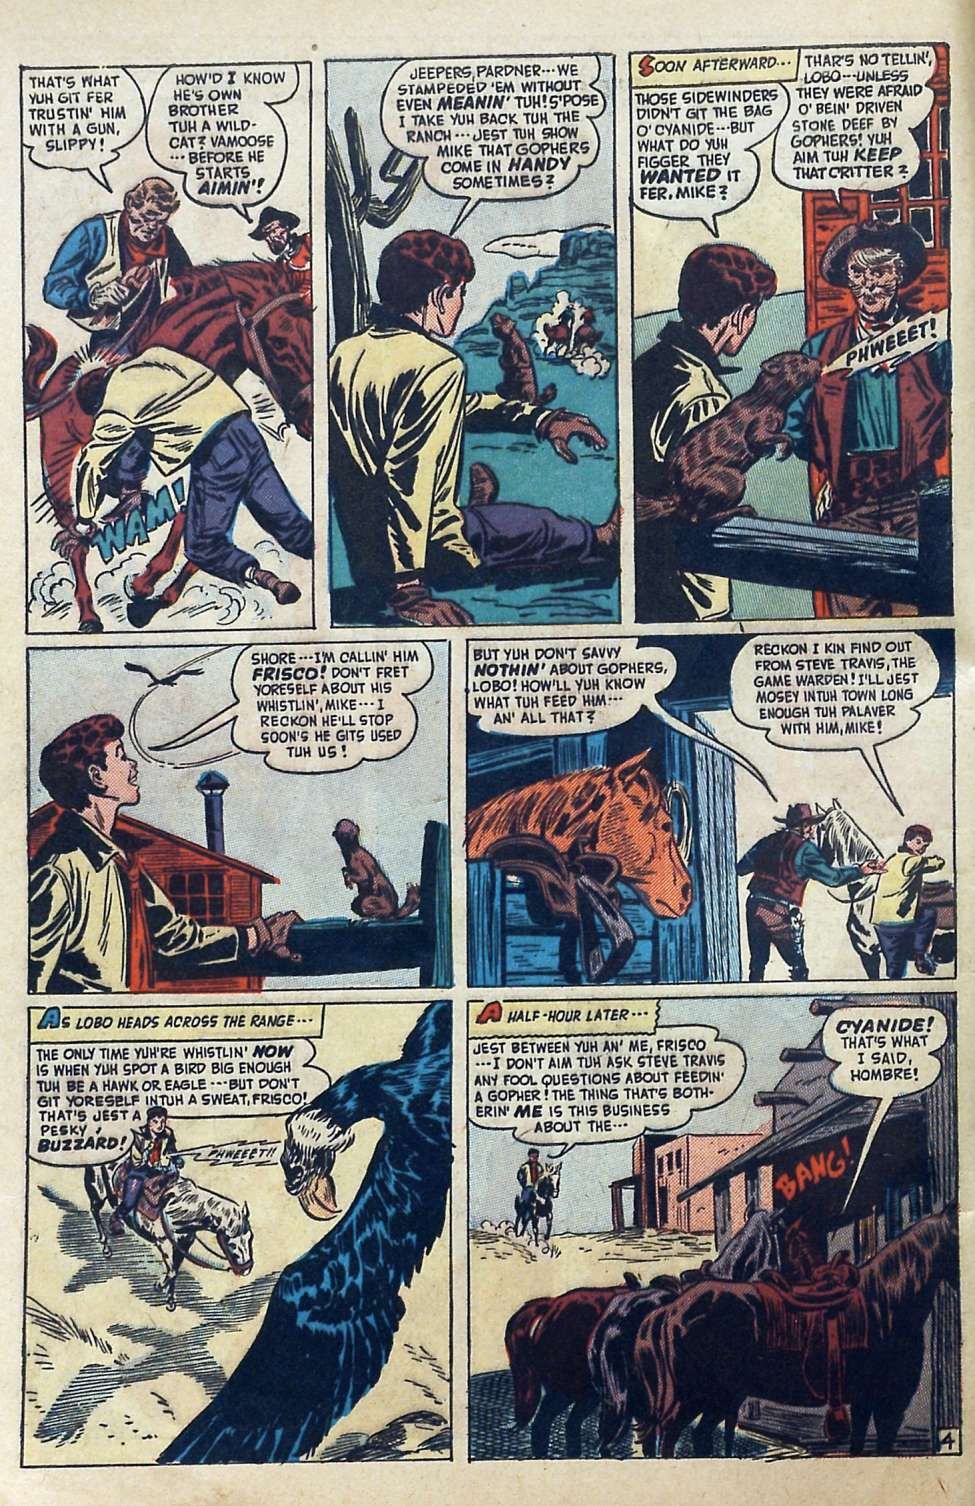 THAT'S WHAT
YUH GIT FER
TRUSTIN' HIM
WITH A GUN,
SLIPPY!
HOW'D I KNOW
HE'S OWN
BROTHER
TUH A WILD-
CAT? VAMOOSE
--- BEFORE HE
STARTS
AIMIN'!
WAM!
JEEPERS, PARDNER--- WE
STAMPEDED 'EM WITHOUT
EVEN MEANIN' TUH! S'POSE
I TAKE YUH BACK TUH THE
RANCH--- JEST TUH SHOW
MIKE THAT GOPHERS
COME IN HANDY
SOMETIMES?
SOON AFTERWARD...
THOSE SIDEWINDERS
DIDN'T GIT THE BAG
O' CYANIDE---BUT
WHAT DO YUH
FIGGER THEY
WANTED IT
FER, MIKE?
THAR'S NO TELLIN',
LOBO---UNLESS
THEY WERE AFRAID
O' BEIN' DRIVEN
STONE DEEF BY
GOPHERS! YUH
AIM TUH KEEP
THAT CRITTER?
PHWEEET!
SHORE---I'M CALLIN' HIM
FRISCO! DON'T FRET
YORESELF ABOUT HIS
WHISTLIN', MIKE---I
RECKON HE'LL STOP
SOON'S HE GITS USED
TUH US!
BUT YUH DON'T SAVVY
NOTHIN' ABOUT GOPHERS,
LOBO! HOW'LL YUH KNOW
WHAT TUH FEED HIM---
AN' ALL THAT?
RECKON I KIN FIND OUT
FROM STEVE TRAVIS, THE
GAME WARDEN! I'LL JEST
MOSEY INTUH TOWN LONG
ENOUGH TUH PALAVER
WITH HIM, MIKE!
AS LOBO HEADS ACROSS THE RANGE---
THE ONLY TIME YUH'RE WHISTLIN' NOW
IS WHEN YUH SPOT A BIRD BIG ENOUGH
TUH BE A HAWK OR EAGLE ---BUT DON'T
GIT YORESELF INTUH A SWEAT, FRISCO!
THAT'S JEST A
PESKY
BUZZARD!
PHWEEET!!
A HALF-HOUR LATER---
JEST BETWEEN YUH AN' ME, FRISCO
---I DON'T AIM TUH ASK STEVE TRAVIS
ANY FOOL QUESTIONS ABOUT FEEDIN'
A GOPHER! THE THING THAT'S BOTH-
ERIN' ME IS THIS BUSINESS
ABOUT THE---
CYANIDE!
THAT'S WHAT
I SAID,
HOMBRE!
BANG!
4